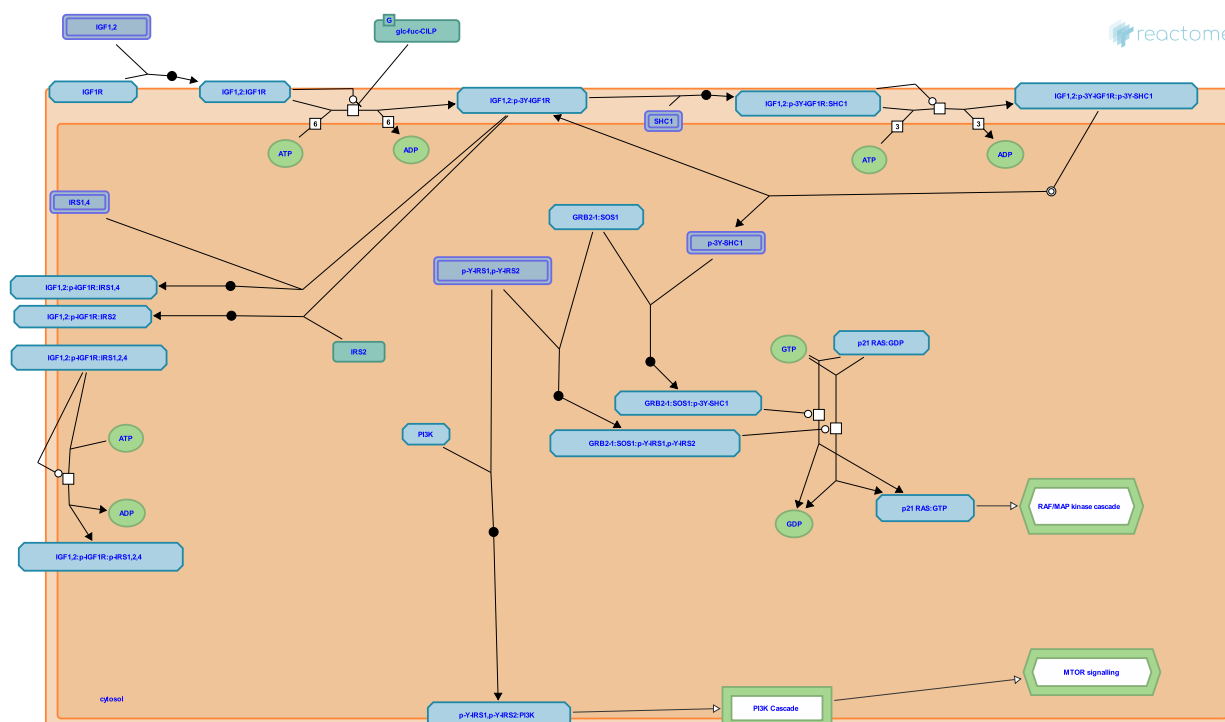 IGF1,2
G
glc-fuc-CILP
reactome
IGF1R
IGF1,2:IGF1R
IGF1,2:p-3Y-IGF1R
SHC1
IGF1,2:p-3Y-IGF1R:SHC1
IGF1,2:p-3Y-IGF1R:p-3Y-SHC1
6
6
3
3
ATP
ADP
ATP
ADP
IRS1,4
GRB2-1:SOS1
p-3Y-SHC1
p-Y-IRS1,p-Y-IRS2
IGF1,2:p-IGF1R:IRS1,4
IGF1,2:p-IGF1R:IRS2
IGF1,2:p-IGF1R:IRS1,2,4
IRS2
GTP
p21 RAS:GDP
GRB2-1:SOS1:p-3Y-SHC1
GRB2-1:SOS1:p-Y-IRS1,p-Y-IRS2
PI3K
ATP
ADP
GDP
p21 RAS:GTP
RAF/MAP kinase cascade
IGF1,2:p-IGF1R:p-IRS1,2,4
MTOR signalling
cytosol
p-Y-IRS1,p-Y-IRS2:PI3K
PI3K Cascade